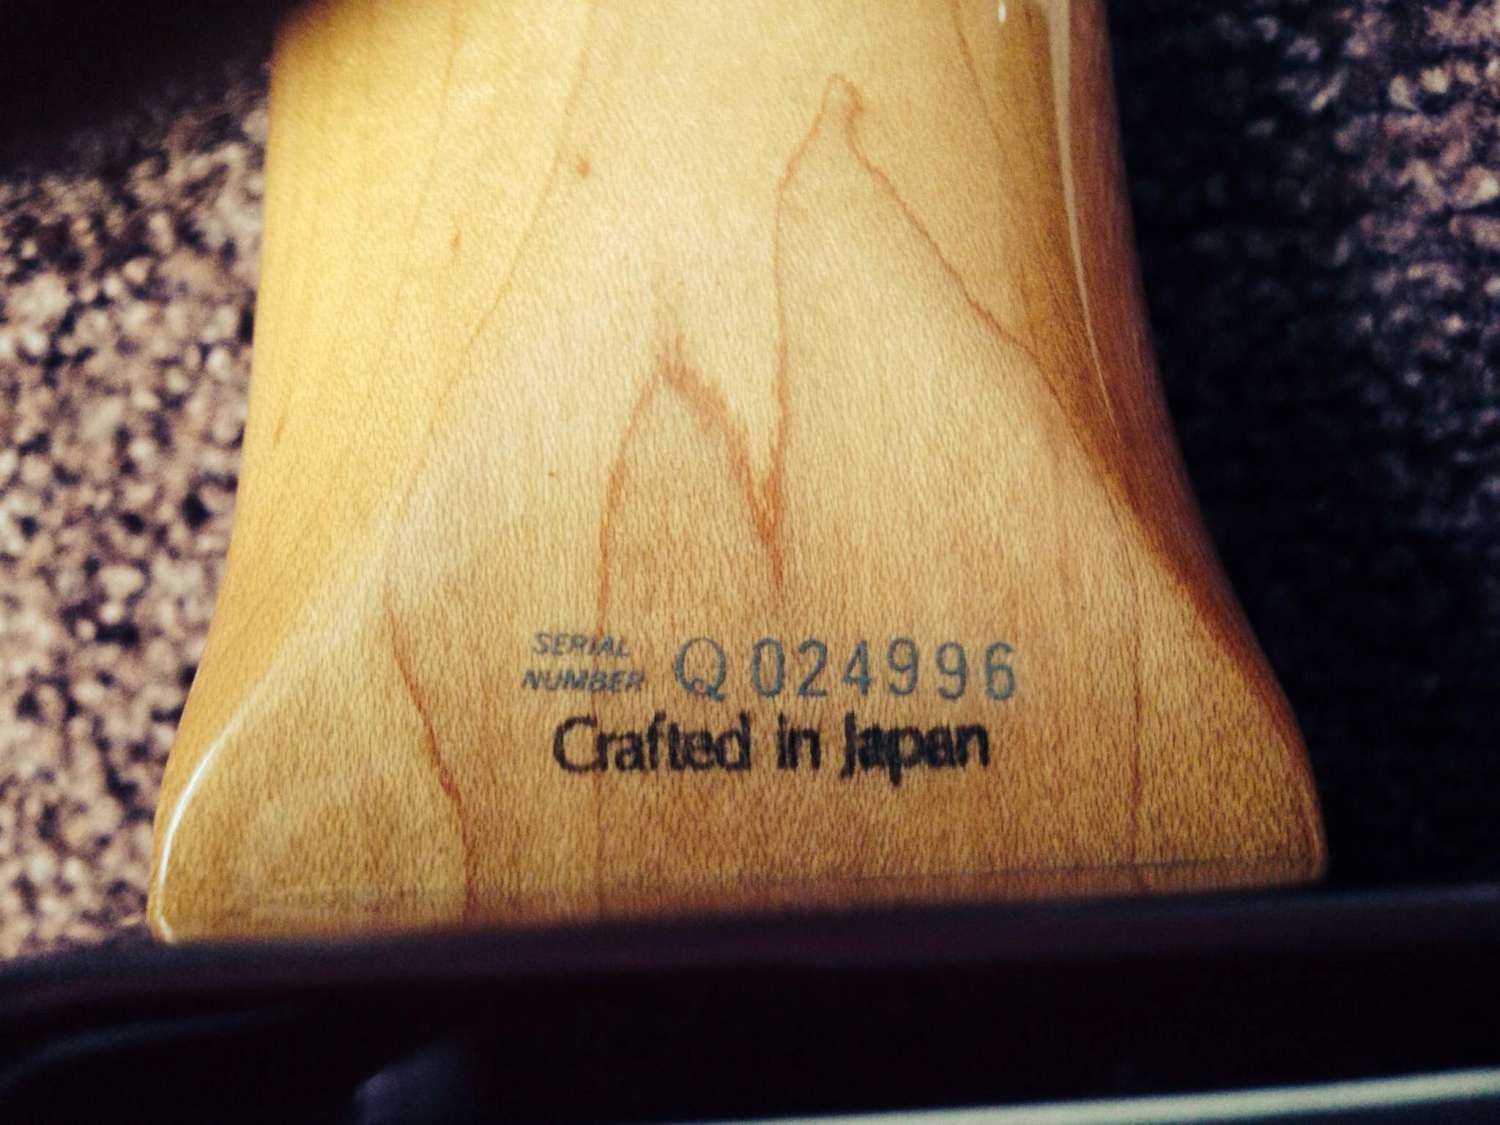 SERIAL
NUMBER Q024996
Crafted in Japan